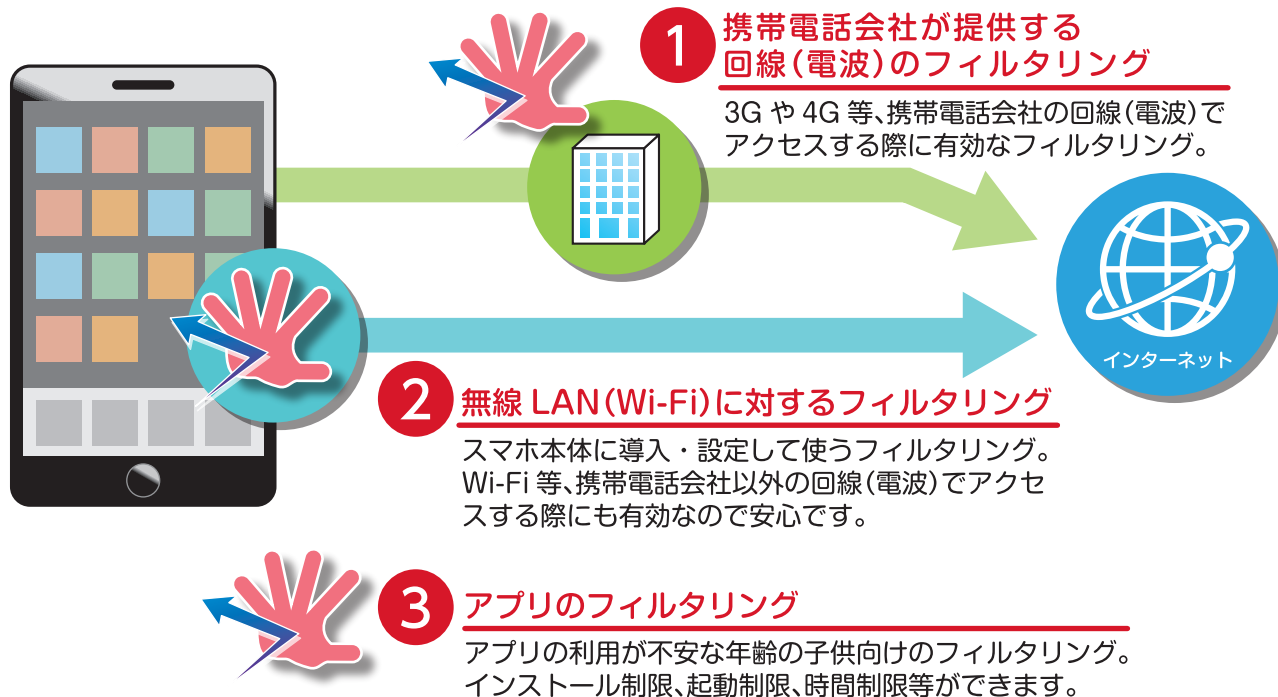 1 携帯電話会社が提供する
回線(電波)のフィルタリング
3G や 4G 等、携帯電話会社の回線(電波)で
アクセスする際に有効なフィルタリング。
インターネット
2 無線 LAN(Wi-Fi)に対するフィルタリング
スマホ本体に導入・設定して使うフィルタリング。
Wi-Fi 等、携帯電話会社以外の回線(電波)でアクセ
スする際にも有効なので安心です。
3 アプリのフィルタリング
アプリの利用が不安な年齢の子供向けのフィルタリング。
インストール制限、起動制限、時間制限等ができます。